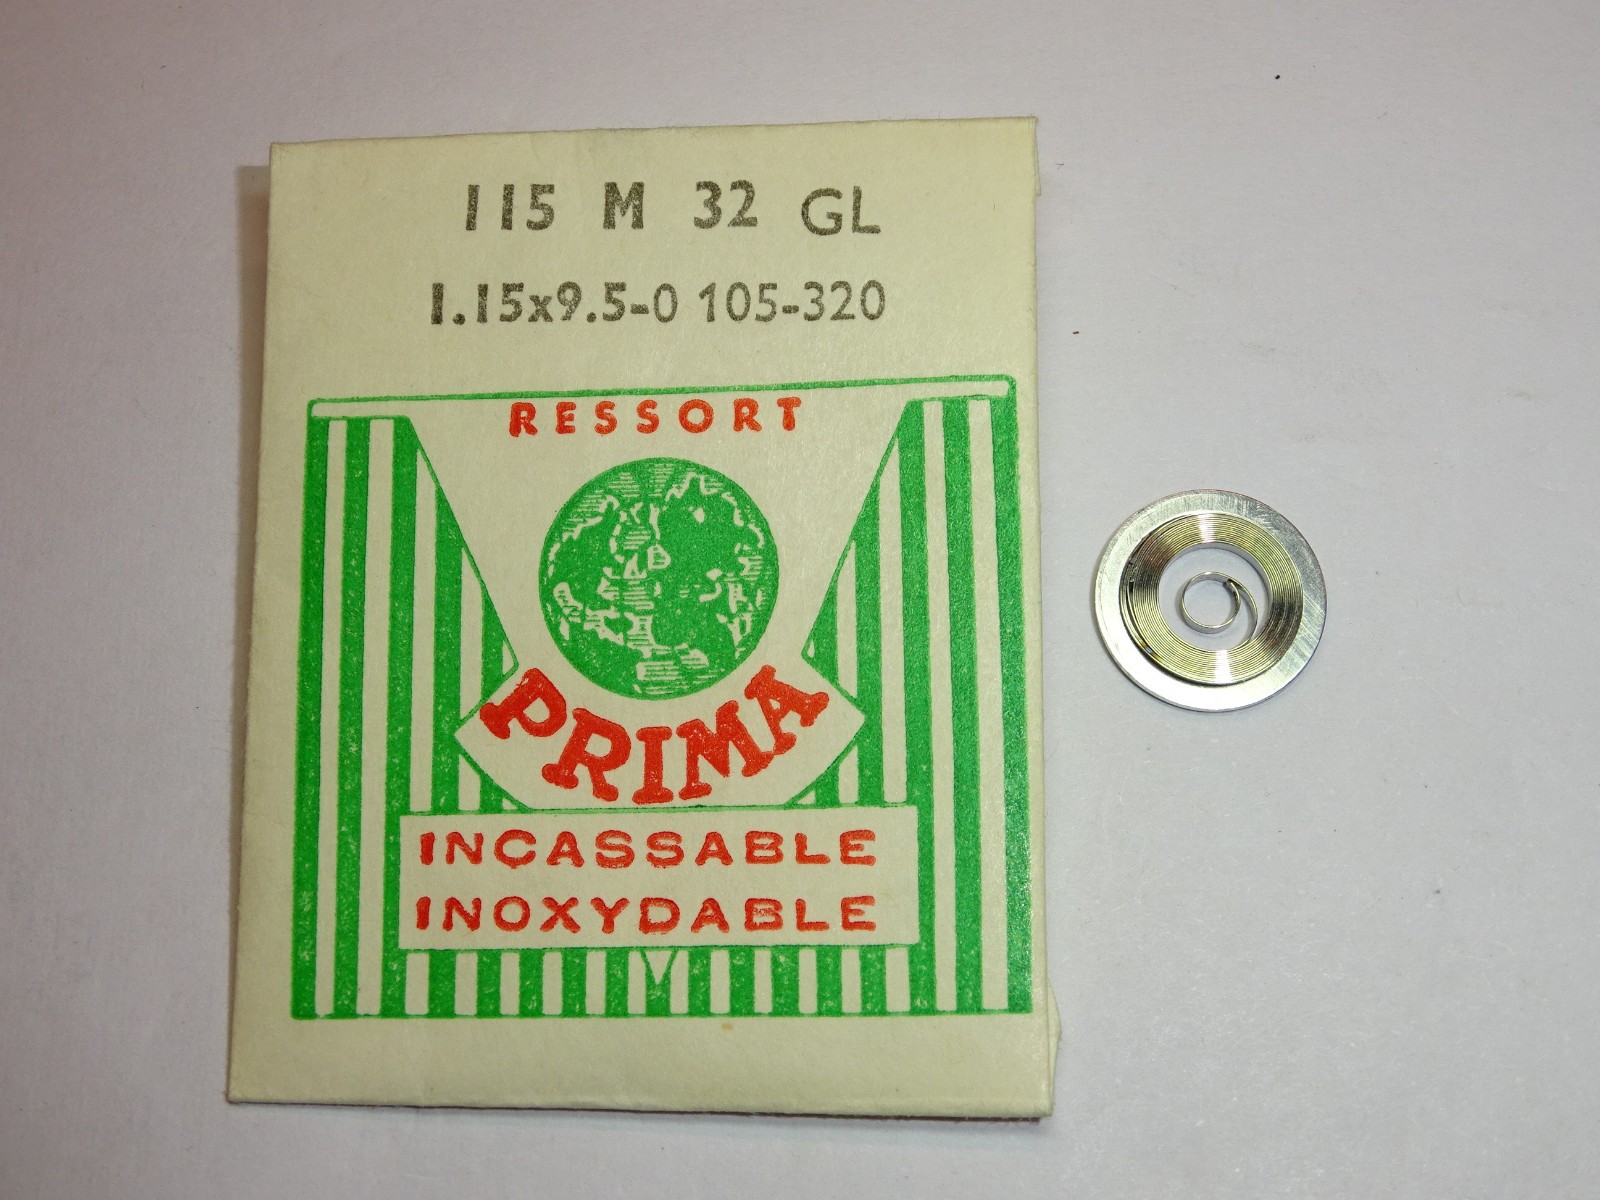 115 M 32 GL
1.15x9.5-0 105-320
RESSORT
PRIMA
INCASSABLE
INOXYDABLE